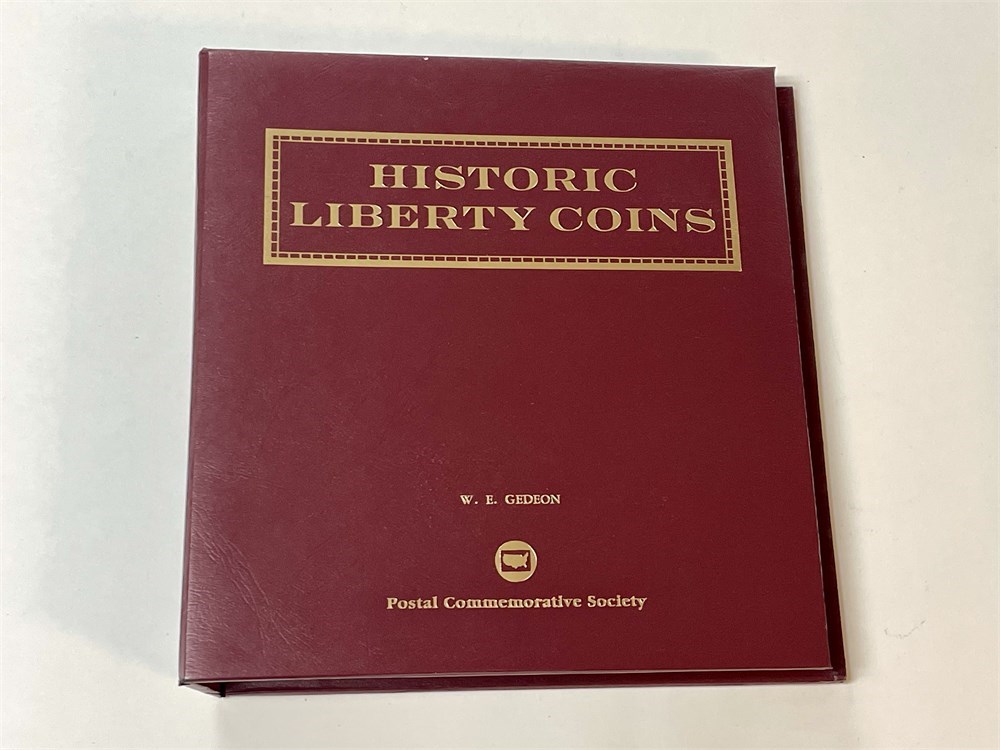 HISTORIC
LIBERTY COINS
W. E. GEDEON
Postal Commemorative Society